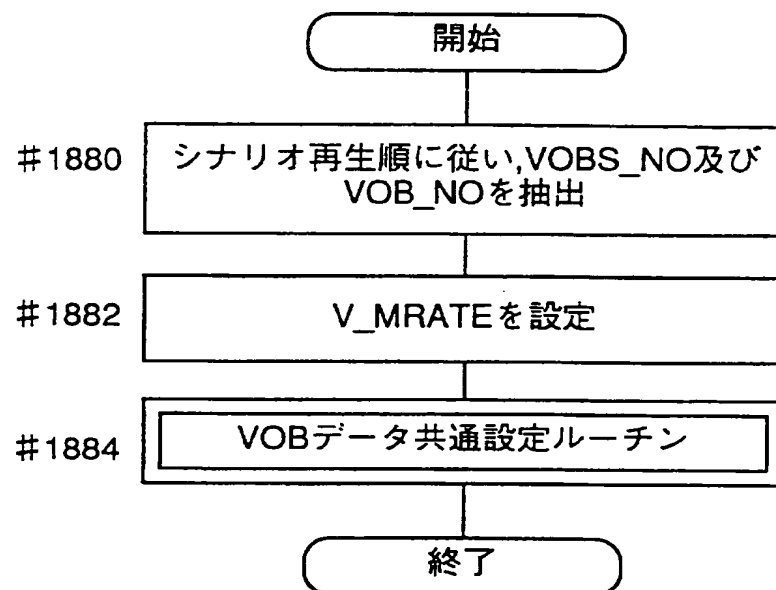 開始
#1880
シナリオ再生順に従い,VOBS_NO及び
VOB_NOを抽出
#1882
V_MRATEを設定
#1884
VOBデータ共通設定ルーチン
終了